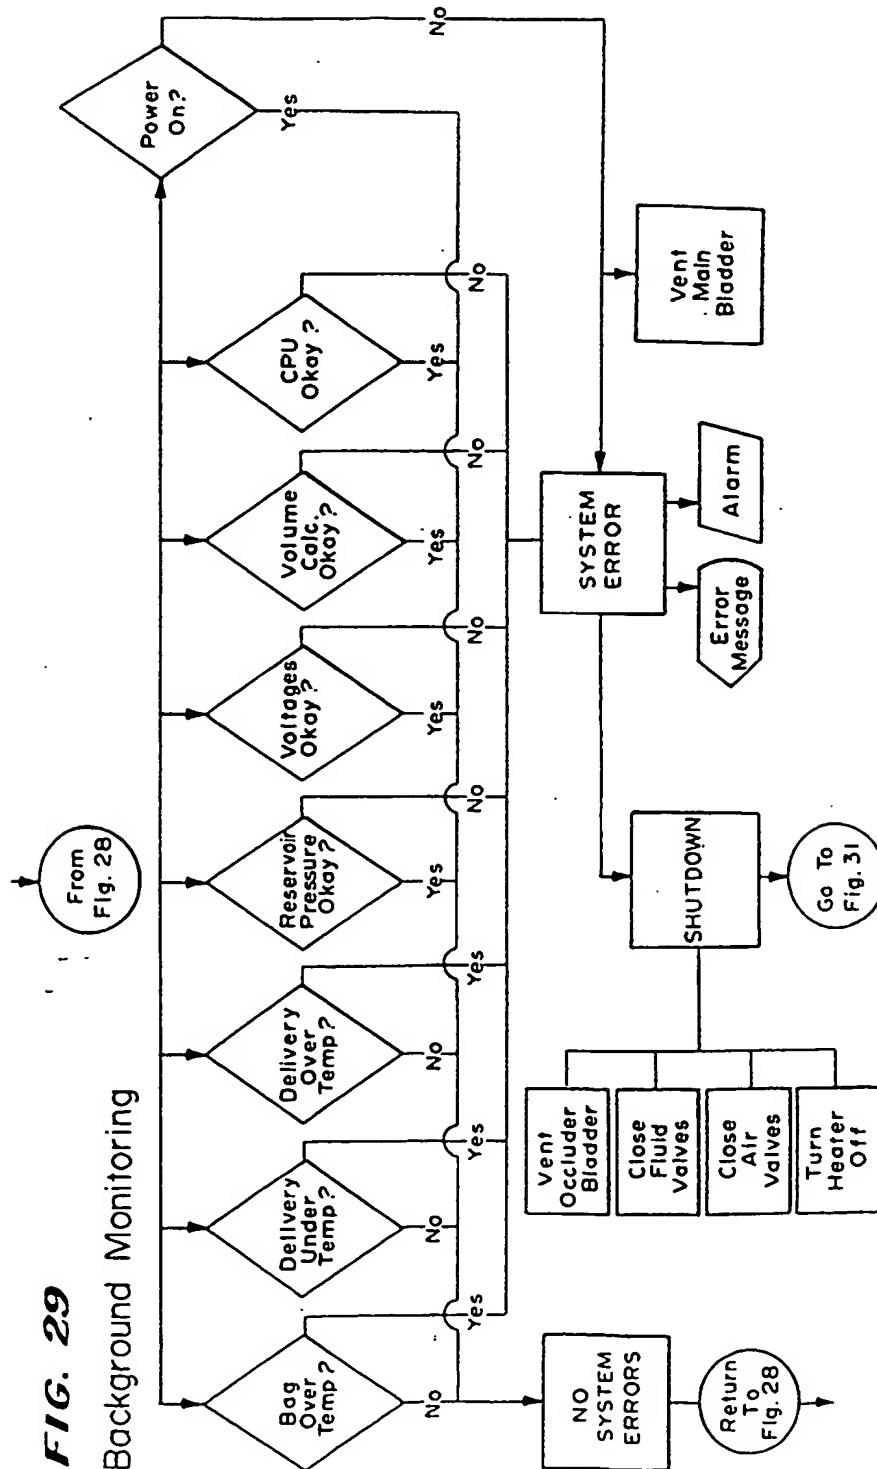 FIG. 29
Background Monitoring
From
Fig. 28
Bag
Over
Temp?
No
Yes
Delivery
Under
Temp?
No
Yes
Delivery
Over
Temp?
No
Yes
Reservoir
Pressure
Okay?
Yes
No
Voltages
Okay?
Yes
No
Volume
Calc.
Okay?
Yes
No
CPU
Okay?
Yes
No
Power
On?
Yes
No
NO
SYSTEM
ERRORS
Return
To
Fig. 28
SYSTEM
ERROR
Error
Message
Alarm
Vent
Main
Bladder
SHUTDOWN
Go To
Fig. 31
Vent
Occluder
Bladder
Close
Fluid
Valves
Close
Air
Valves
Turn
Heater
Off